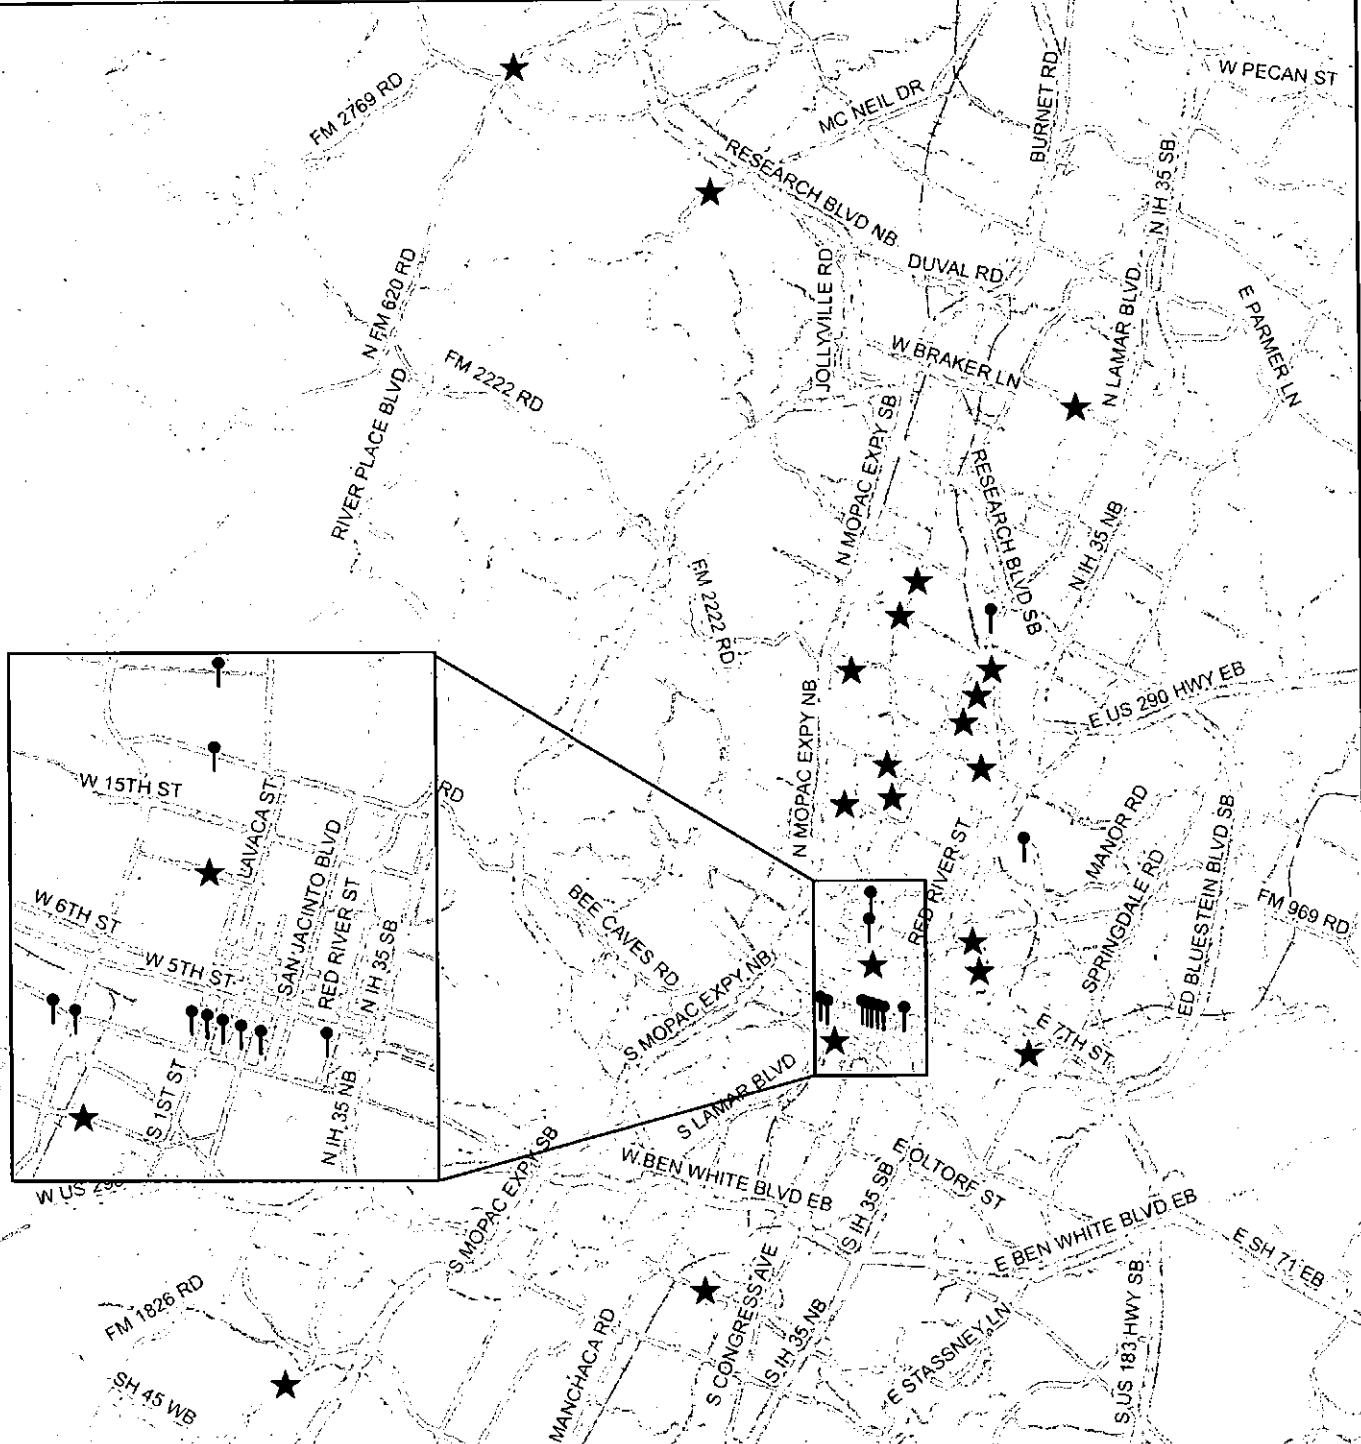 W PECAN ST
FM 2769 RD
MC NEIL DR
BURNET RD
RESEARCH BLVD NB
N IH 35 SB
DUVAL RD
JOLLYVILLE RD
N FM 620 RD
N LAMAR BLVD
E PARMER LN
W BRAKER LN
FM 2222 RD
RIVER PLACE BLVD
N MOPAC EXPY SB
RESEARCH BLVD SB
N IH 35 NB
FM 2222 RD
E US 290 HWY EB
N MOPAC EXPY NB
W 15TH ST
LAVACA ST
RD
SAN JACINTO BLVD
RED RIVER ST
MANOR RD
SPRINGDALE RD
ED BLUESTEIN BLVD SB
FM 969 RD
W 6TH ST
W 5TH ST
RED RIVER ST
N IH 35 SB
BEE CAVES RD
S MOPAC EXPY NB
E 7TH ST
S 1ST ST
N IH 35 NB
S LAMAR BLVD
W US 290
S MOPAC EXPY SB
W BEN WHITE BLVD EB
E OLTORF ST
S IH 35 SB
E BEN WHITE BLVD EB
E SH 71 EB
FM 1826 RD
SH 45 WB
MANCHACA RD
S CONGRESS AVE
S IH 35 NB
E STASSNEY LN
S US 183 HWY SB